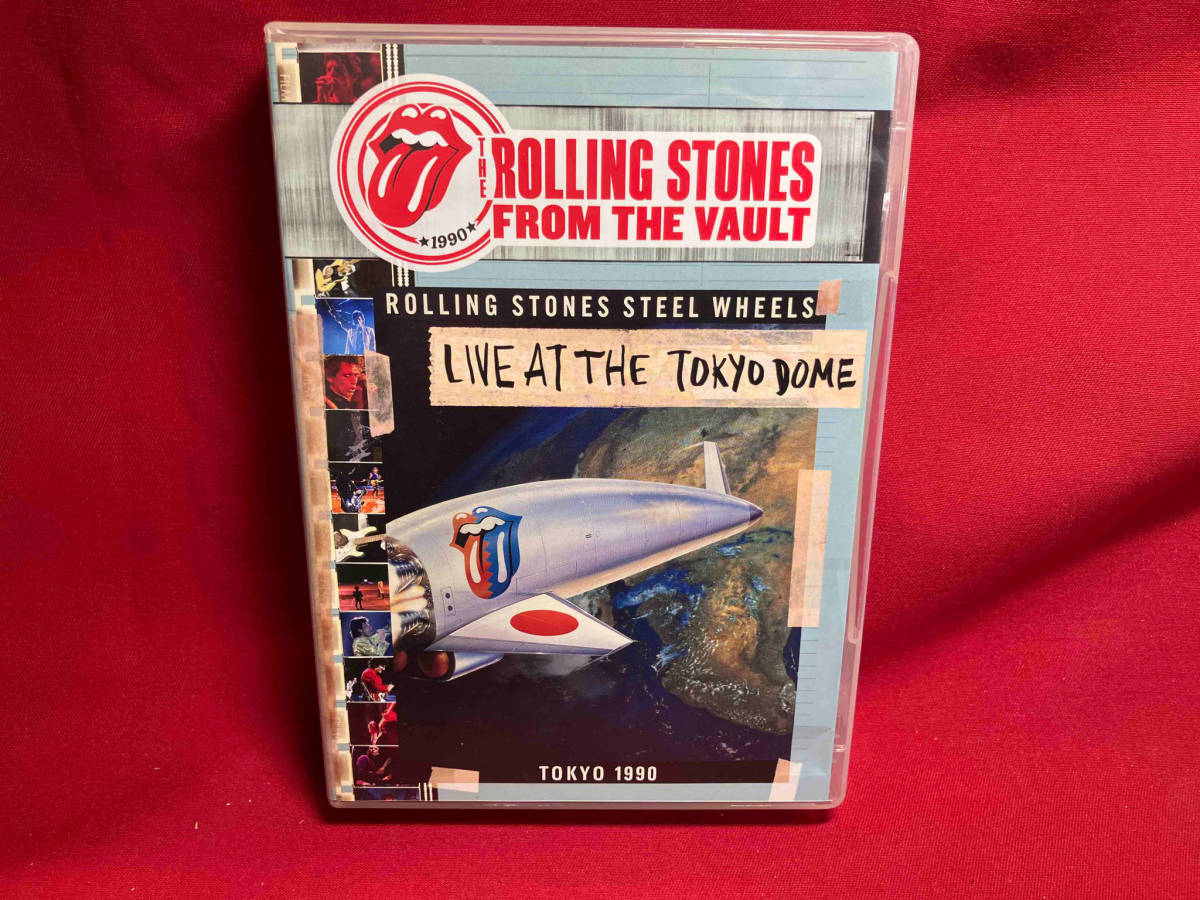 THE
ROLLING STONES
FROM THE VAULT
★1990★
ROLLING STONES STEEL WHEELS
LIVE AT THE TOKYO DOME
TOKYO 1990